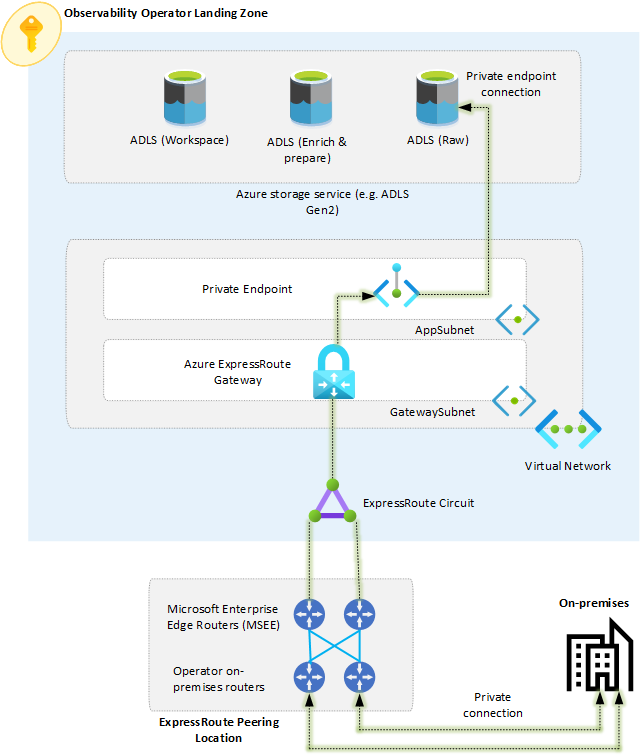 Observability Operator Landing Zone
Private endpoint
connection
ADLS (Workspace)
ADLS (Enrich &
prepare)
ADLS (Raw)
Azure storage service (e.g. ADLS
Gen2)
Private Endpoint
AppSubnet
Azure ExpressRoute
Gateway
GatewaySubnet
Virtual Network
ExpressRoute Circuit
Microsoft Enterprise
Edge Routers (MSEE)
On-premises
Operator on-
premises routers
Private
connection
ExpressRoute Peering
Location